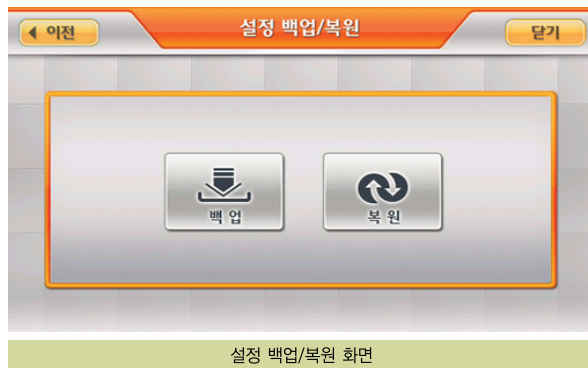 이전
설정 백업/복원
닫기
백 업
복 원
설정 백업/복원 화면